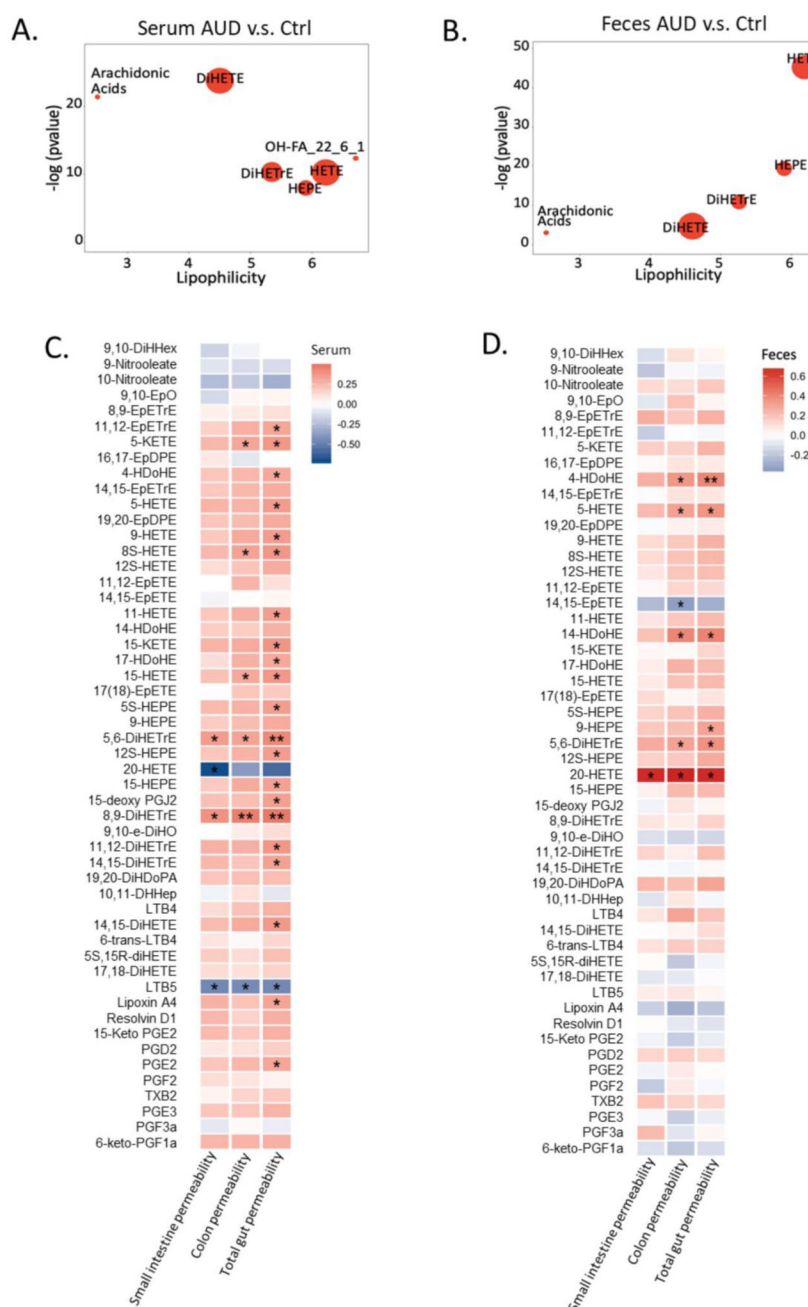 A.
Serum AUD v.s. Ctrl
-log (pvalue)
20
10
0
Arachidonic
Acids
DiHETE
OH-FA_22_6_1
DiHETrE
HETE
HEPE
3
4
5
6
Lipophilicity
B.
Feces AUD v.s. Ctrl
-log (pvalue)
50
40
30
20
10
0
HEPE
DiHETrE
Arachidonic
Acids
DiHETE
3
4
5
6
Lipophilicity
C.
Serum
0.25
0.00
-0.25
-0.50
9,10-DiHHex
9-Nitrooleate
10-Nitrooleate
9,10-EpO
8,9-EpETrE
11,12-EpETrE *
5-KETE * *
16,17-EpDPE
4-HDoHE *
14,15-EpETrE
5-HETE *
19,20-EpDPE
9-HETE *
8S-HETE * *
12S-HETE
11,12-EpETE
14,15-EpETE
11-HETE *
14-HDoHE
15-KETE *
17-HDoHE *
15-HETE * *
17(18)-EpETE
5S-HEPE *
9-HEPE
5,6-DiHETrE * * **
12S-HEPE *
20-HETE *
15-HEPE *
15-deoxy PGJ2 *
8,9-DiHETrE * ** **
9,10-e-DiHO
11,12-DiHETrE *
14,15-DiHETrE *
19,20-DiHDoPA
10,11-DHHep
LTB4
14,15-DiHETE *
6-trans-LTB4
5S,15R-diHETE
17,18-DiHETE
LTB5 * * *
Lipoxin A4 *
Resolvin D1
15-Keto PGE2
PGD2
PGE2 *
PGF2
TXB2
PGE3
PGF3a
6-keto-PGF1a
Small intestine permeability
Colon permeability
Total gut permeability
D.
Feces
0.6
0.4
0.2
0.0
-0.2
9,10-DiHHex
9-Nitrooleate
10-Nitrooleate
9,10-EpO
8,9-EpETrE
11,12-EpETrE
5-KETE
16,17-EpDPE
4-HDoHE * **
14,15-EpETrE
5-HETE * *
19,20-EpDPE
9-HETE
8S-HETE
12S-HETE
11,12-EpETE
14,15-EpETE *
11-HETE
14-HDoHE * *
15-KETE
17-HDoHE
15-HETE
17(18)-EpETE
5S-HEPE
9-HEPE *
5,6-DiHETrE * *
12S-HEPE
20-HETE * * *
15-HEPE
15-deoxy PGJ2
8,9-DiHETrE
9,10-e-DiHO
11,12-DiHETrE
14,15-DiHETrE
19,20-DiHDoPA
10,11-DHHep
LTB4
14,15-DiHETE
6-trans-LTB4
5S,15R-diHETE
17,18-DiHETE
LTB5
Lipoxin A4
Resolvin D1
15-Keto PGE2
PGD2
PGE2
PGF2
TXB2
PGE3
PGF3a
6-keto-PGF1a
Small intestine permeability
Colon permeability
Total gut permeability